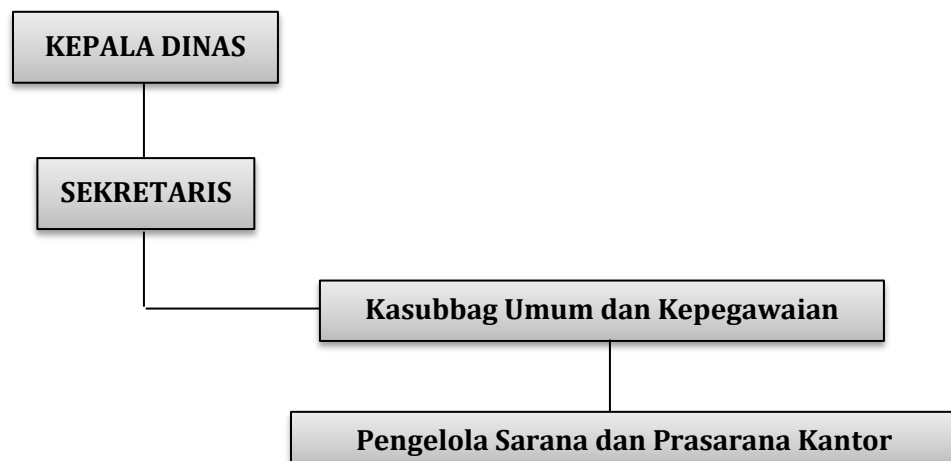 KEPALA DINAS
SEKRETARIS
Kasubbag Umum dan Kepegawaian
Pengelola Sarana dan Prasarana Kantor